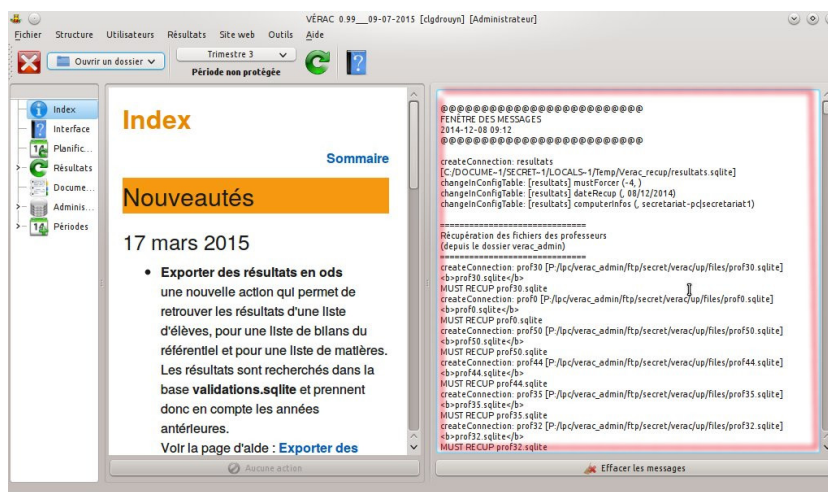 VÉRAC 0.99__09-07-2015 [clgdrouyn] [Administrateur]
Fichier Structure Utilisateurs Résultats Site web Outils Aide
Ouvrir un dossier
Trimestre 3
Période non protégée
Index
Interface
Planific...
Résultats
Docume...
Adminis...
Périodes
Index
Sommaire
Nouveautés
17 mars 2015
• Exporter des résultats en ods
une nouvelle action qui permet de
retrouver les résultats d'une liste
d'élèves, pour une liste de bilans du
référentiel et pour une liste de matières.
Les résultats sont recherchés dans la
base validations.sqlite et prennent
donc en compte les années
antérieures.
Voir la page d'aide : Exporter des
Aucune action
@@@@@@@@@@@@@@@@@@@@@@@@@
FENÊTRE DES MESSAGES
2014-12-08 09:12
@@@@@@@@@@@@@@@@@@@@@@@@@
createConnection: resultats
[C:/DOCUME~1/SECRET~1/LOCALS~1/Temp/Verac_recup/resultats.sqlite]
changeInConfigTable: [resultats] mustForcer (-4, )
changeInConfigTable: [resultats] dateRecup (, 08/12/2014)
changeInConfigTable: [resultats] computerInfos (, secretariat-pc|secretariat1)
==============================
Récupération des fichiers des professeurs
(depuis le dossier verac_admin)
==============================
createConnection: prof30 [P:/lpc/verac_admin/ftp/secret/verac/up/files/prof30.sqlite]
<b>prof30.sqlite</b>
MUST RECUP prof30.sqlite
createConnection: prof0 [P:/lpc/verac_admin/ftp/secret/verac/up/files/prof0.sqlite]
<b>prof0.sqlite</b>
MUST RECUP prof0.sqlite
createConnection: prof50 [P:/lpc/verac_admin/ftp/secret/verac/up/files/prof50.sqlite]
<b>prof50.sqlite</b>
MUST RECUP prof50.sqlite
createConnection: prof44 [P:/lpc/verac_admin/ftp/secret/verac/up/files/prof44.sqlite]
<b>prof44.sqlite</b>
MUST RECUP prof44.sqlite
createConnection: prof35 [P:/lpc/verac_admin/ftp/secret/verac/up/files/prof35.sqlite]
<b>prof35.sqlite</b>
MUST RECUP prof35.sqlite
createConnection: prof32 [P:/lpc/verac_admin/ftp/secret/verac/up/files/prof32.sqlite]
<b>prof32.sqlite</b>
MUST RECUP prof32.sqlite
Effacer les messages